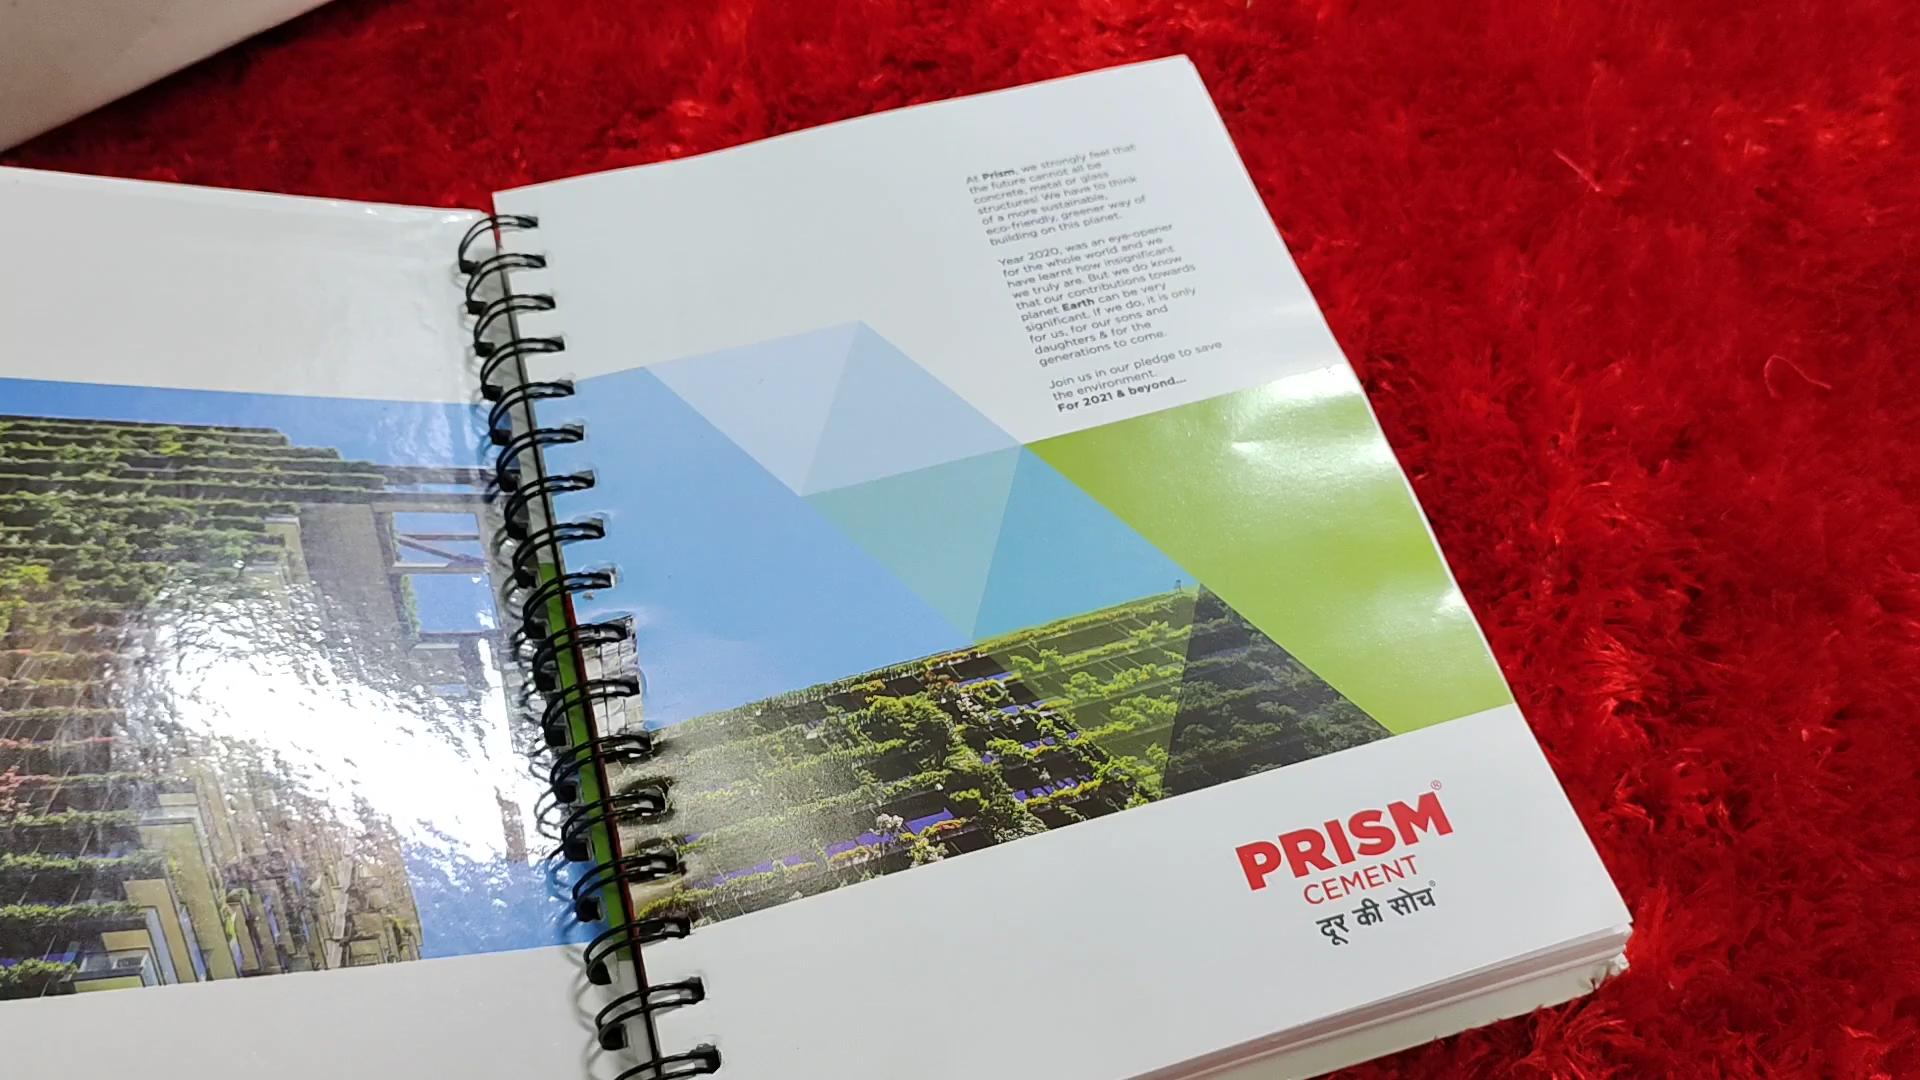 At Prism, we strongly feel that
the future cannot all be
concrete, metal or glass
structures! We have to think
of a more sustainable,
eco-friendly, greener way of
building on this planet.
Year 2020, was an eye-opener
for the whole world and we
have learnt how insignificant
we truly are. But we do know
that our contributions towards
planet Earth can be very
significant. If we do, it is only
for us, for our sons and
daughters & for the
generations to come.
Join us in our pledge to save
the environment.
For 2021 & beyond....
PRISM®
CEMENT
दूर की सोच®